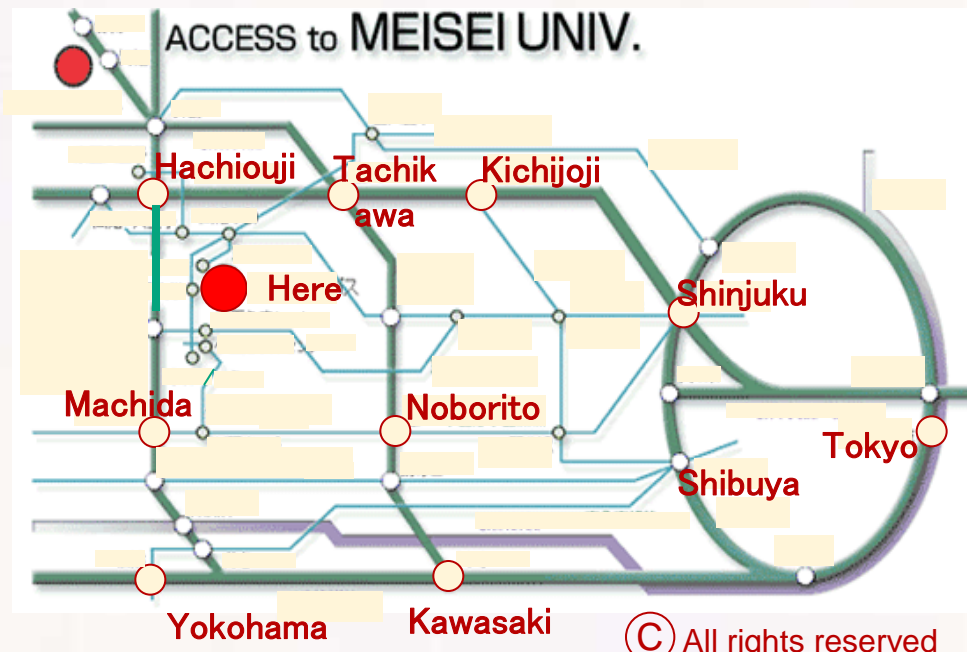 ACCESS to MEISEI UNIV.
Hachiouji
Tachik
awa
Kichijoji
Here
Shinjuku
Machida
Noborito
Tokyo
Shibuya
Yokohama
Kawasaki
Ⓒ All rights reserved